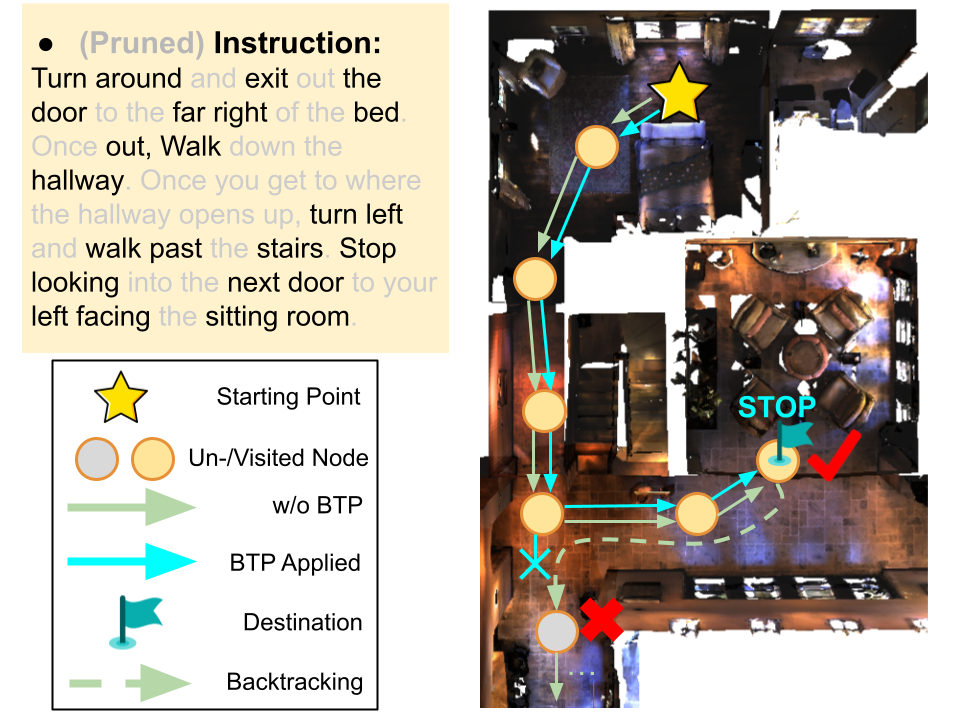 ● (Pruned) Instruction:
Turn around and exit out the
door to the far right of the bed.
Once out, Walk down the
hallway. Once you get to where
the hallway opens up, turn left
and walk past the stairs. Stop
looking into the next door to your
left facing the sitting room.
Starting Point
Un-/Visited Node
w/o BTP
BTP Applied
Destination
Backtracking
STOP
...